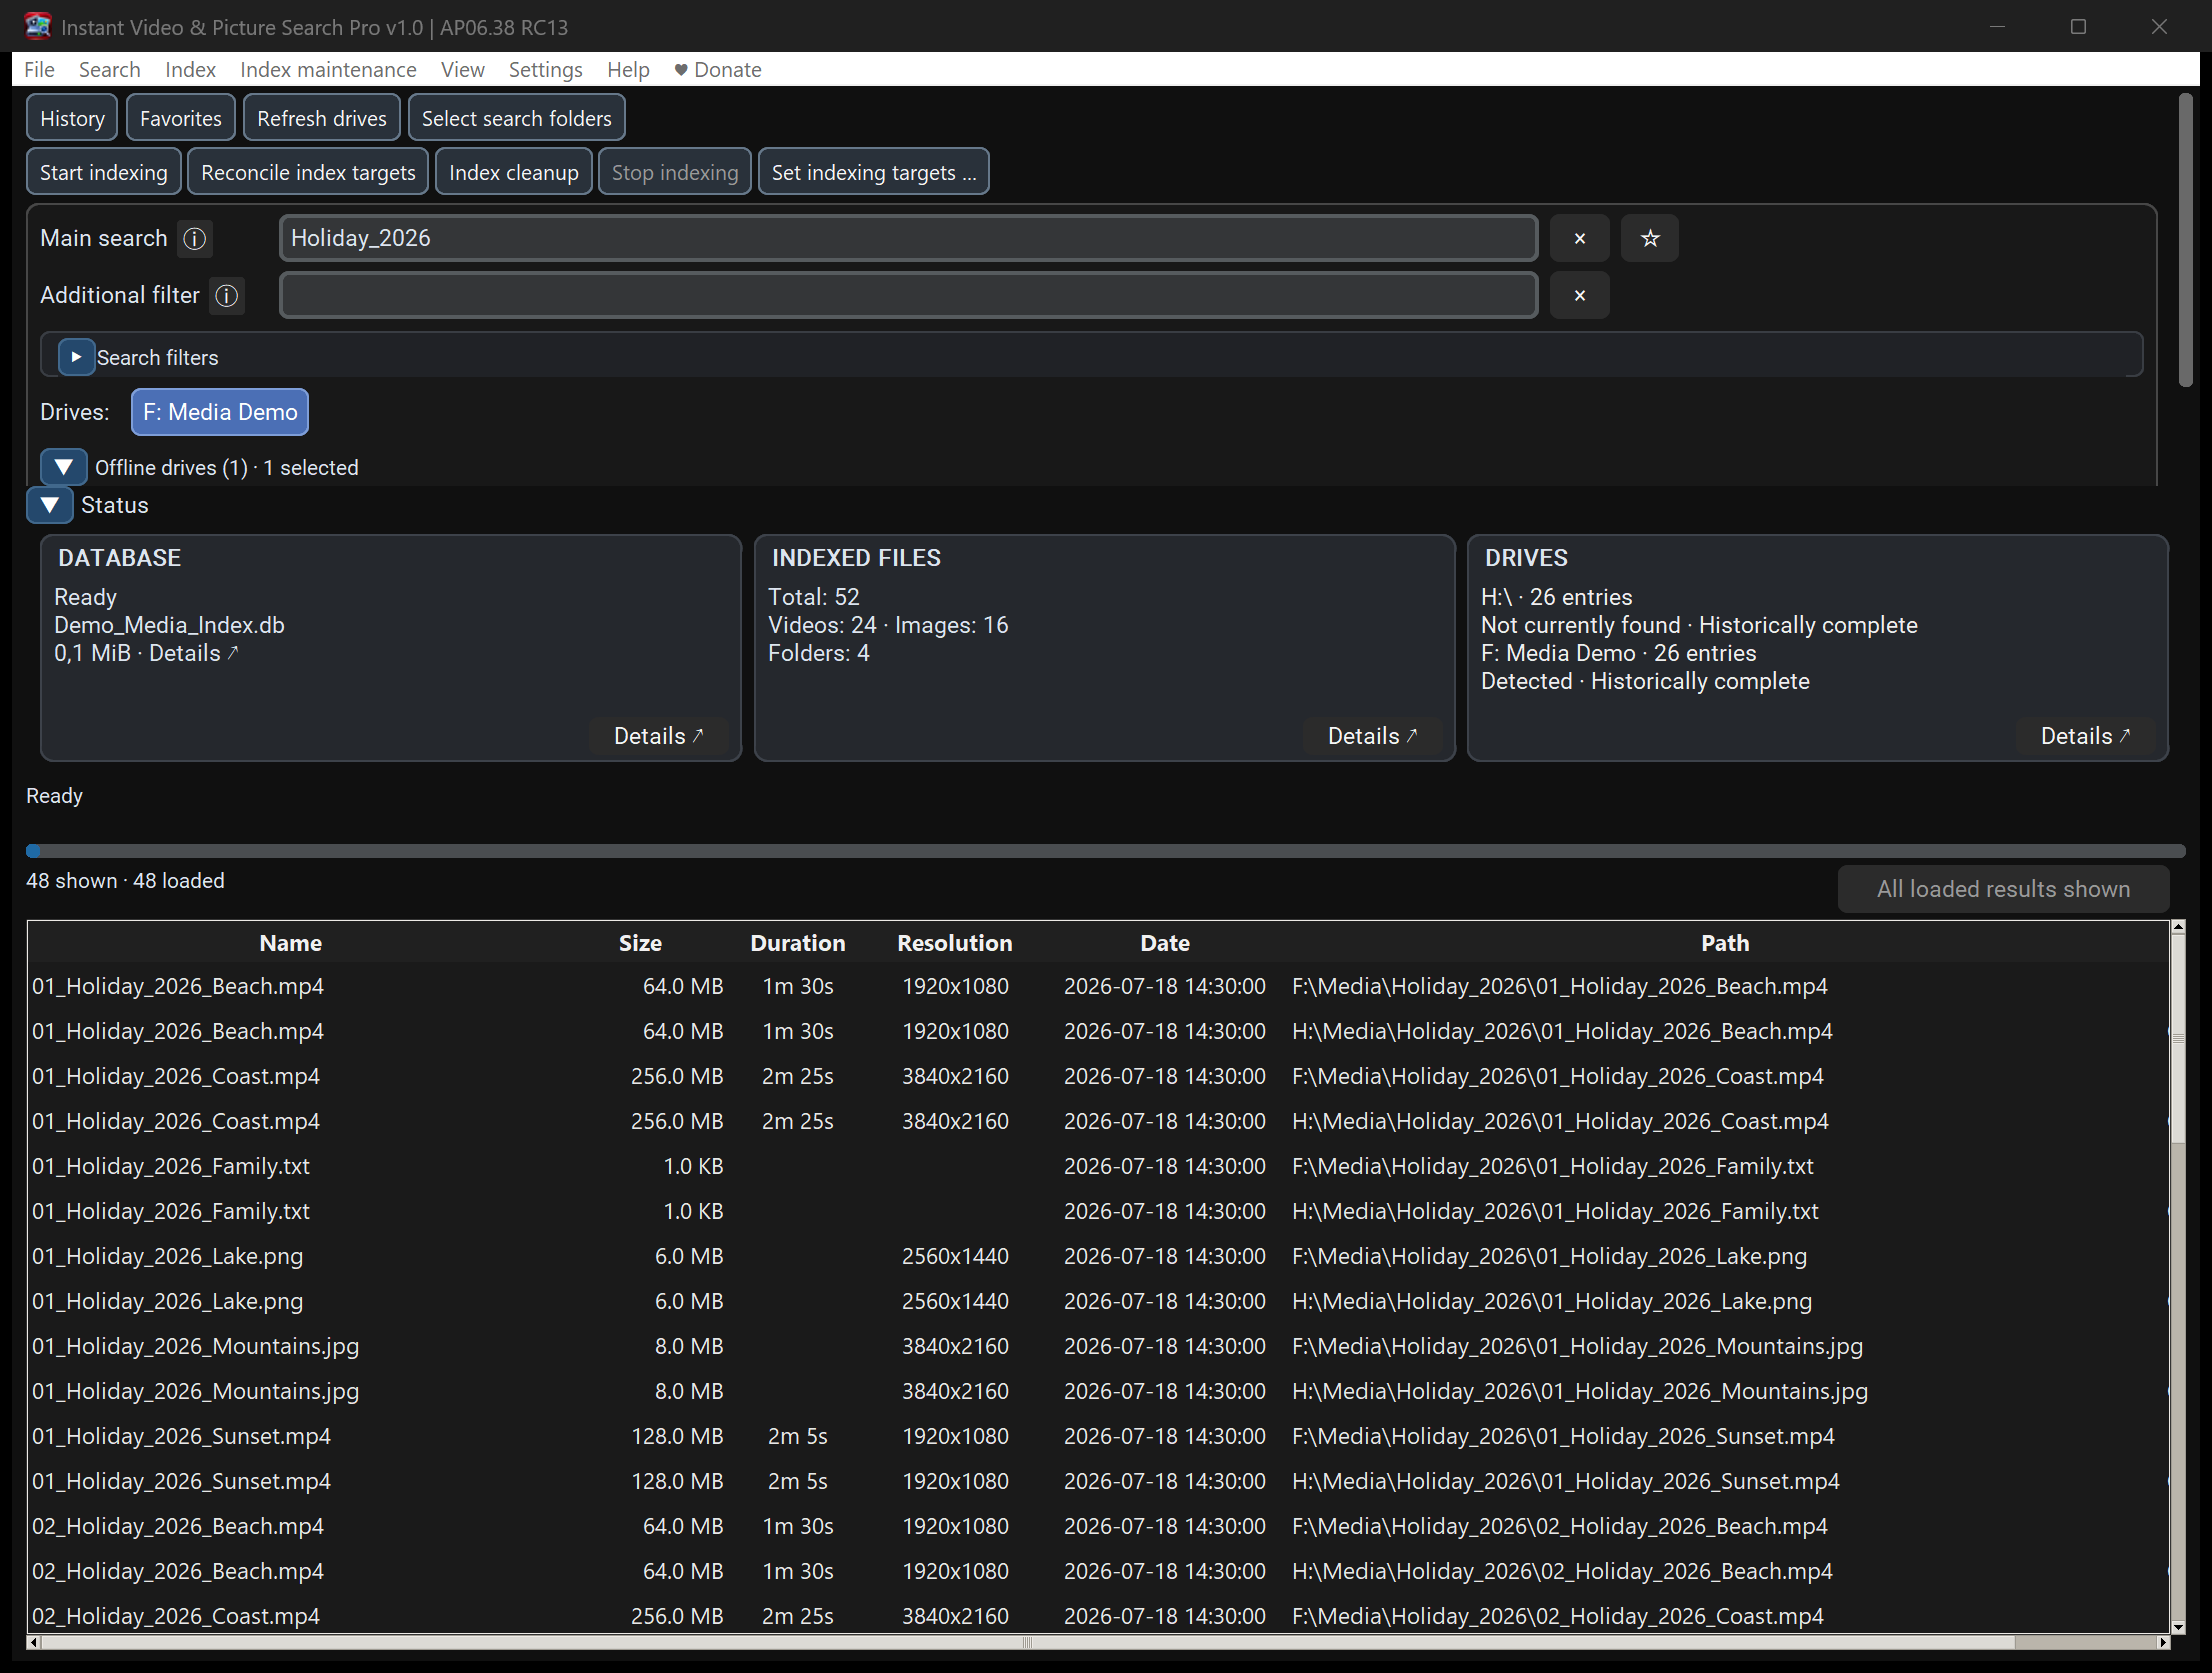 Instant Video & Picture Search Pro v1.0 | AP06.38 RC13
File Search Index Index maintenance View Settings Help ♥ Donate
History Favorites Refresh drives Select search folders
Start indexing Reconcile index targets Index cleanup Stop indexing Set indexing targets ...
Main search ⓘ Holiday_2026 × ☆
Additional filter ⓘ ×
Search filters
Drives: F: Media Demo
Offline drives (1) · 1 selected
Status
DATABASE
Ready
Demo_Media_Index.db
0,1 MiB · Details ↗
Details ↗
INDEXED FILES
Total: 52
Videos: 24 · Images: 16
Folders: 4
Details ↗
DRIVES
H:\ · 26 entries
Not currently found · Historically complete
F: Media Demo · 26 entries
Detected · Historically complete
Details ↗
Ready
48 shown · 48 loaded
All loaded results shown
Name Size Duration Resolution Date Path
01_Holiday_2026_Beach.mp4 64.0 MB 1m 30s 1920x1080 2026-07-18 14:30:00 F:\Media\Holiday_2026\01_Holiday_2026_Beach.mp4
01_Holiday_2026_Beach.mp4 64.0 MB 1m 30s 1920x1080 2026-07-18 14:30:00 H:\Media\Holiday_2026\01_Holiday_2026_Beach.mp4
01_Holiday_2026_Coast.mp4 256.0 MB 2m 25s 3840x2160 2026-07-18 14:30:00 F:\Media\Holiday_2026\01_Holiday_2026_Coast.mp4
01_Holiday_2026_Coast.mp4 256.0 MB 2m 25s 3840x2160 2026-07-18 14:30:00 H:\Media\Holiday_2026\01_Holiday_2026_Coast.mp4
01_Holiday_2026_Family.txt 1.0 KB 2026-07-18 14:30:00 F:\Media\Holiday_2026\01_Holiday_2026_Family.txt
01_Holiday_2026_Family.txt 1.0 KB 2026-07-18 14:30:00 H:\Media\Holiday_2026\01_Holiday_2026_Family.txt
01_Holiday_2026_Lake.png 6.0 MB 2560x1440 2026-07-18 14:30:00 F:\Media\Holiday_2026\01_Holiday_2026_Lake.png
01_Holiday_2026_Lake.png 6.0 MB 2560x1440 2026-07-18 14:30:00 H:\Media\Holiday_2026\01_Holiday_2026_Lake.png
01_Holiday_2026_Mountains.jpg 8.0 MB 3840x2160 2026-07-18 14:30:00 F:\Media\Holiday_2026\01_Holiday_2026_Mountains.jpg
01_Holiday_2026_Mountains.jpg 8.0 MB 3840x2160 2026-07-18 14:30:00 H:\Media\Holiday_2026\01_Holiday_2026_Mountains.jpg
01_Holiday_2026_Sunset.mp4 128.0 MB 2m 5s 1920x1080 2026-07-18 14:30:00 F:\Media\Holiday_2026\01_Holiday_2026_Sunset.mp4
01_Holiday_2026_Sunset.mp4 128.0 MB 2m 5s 1920x1080 2026-07-18 14:30:00 H:\Media\Holiday_2026\01_Holiday_2026_Sunset.mp4
02_Holiday_2026_Beach.mp4 64.0 MB 1m 30s 1920x1080 2026-07-18 14:30:00 F:\Media\Holiday_2026\02_Holiday_2026_Beach.mp4
02_Holiday_2026_Beach.mp4 64.0 MB 1m 30s 1920x1080 2026-07-18 14:30:00 H:\Media\Holiday_2026\02_Holiday_2026_Beach.mp4
02_Holiday_2026_Coast.mp4 256.0 MB 2m 25s 3840x2160 2026-07-18 14:30:00 F:\Media\Holiday_2026\02_Holiday_2026_Coast.mp4